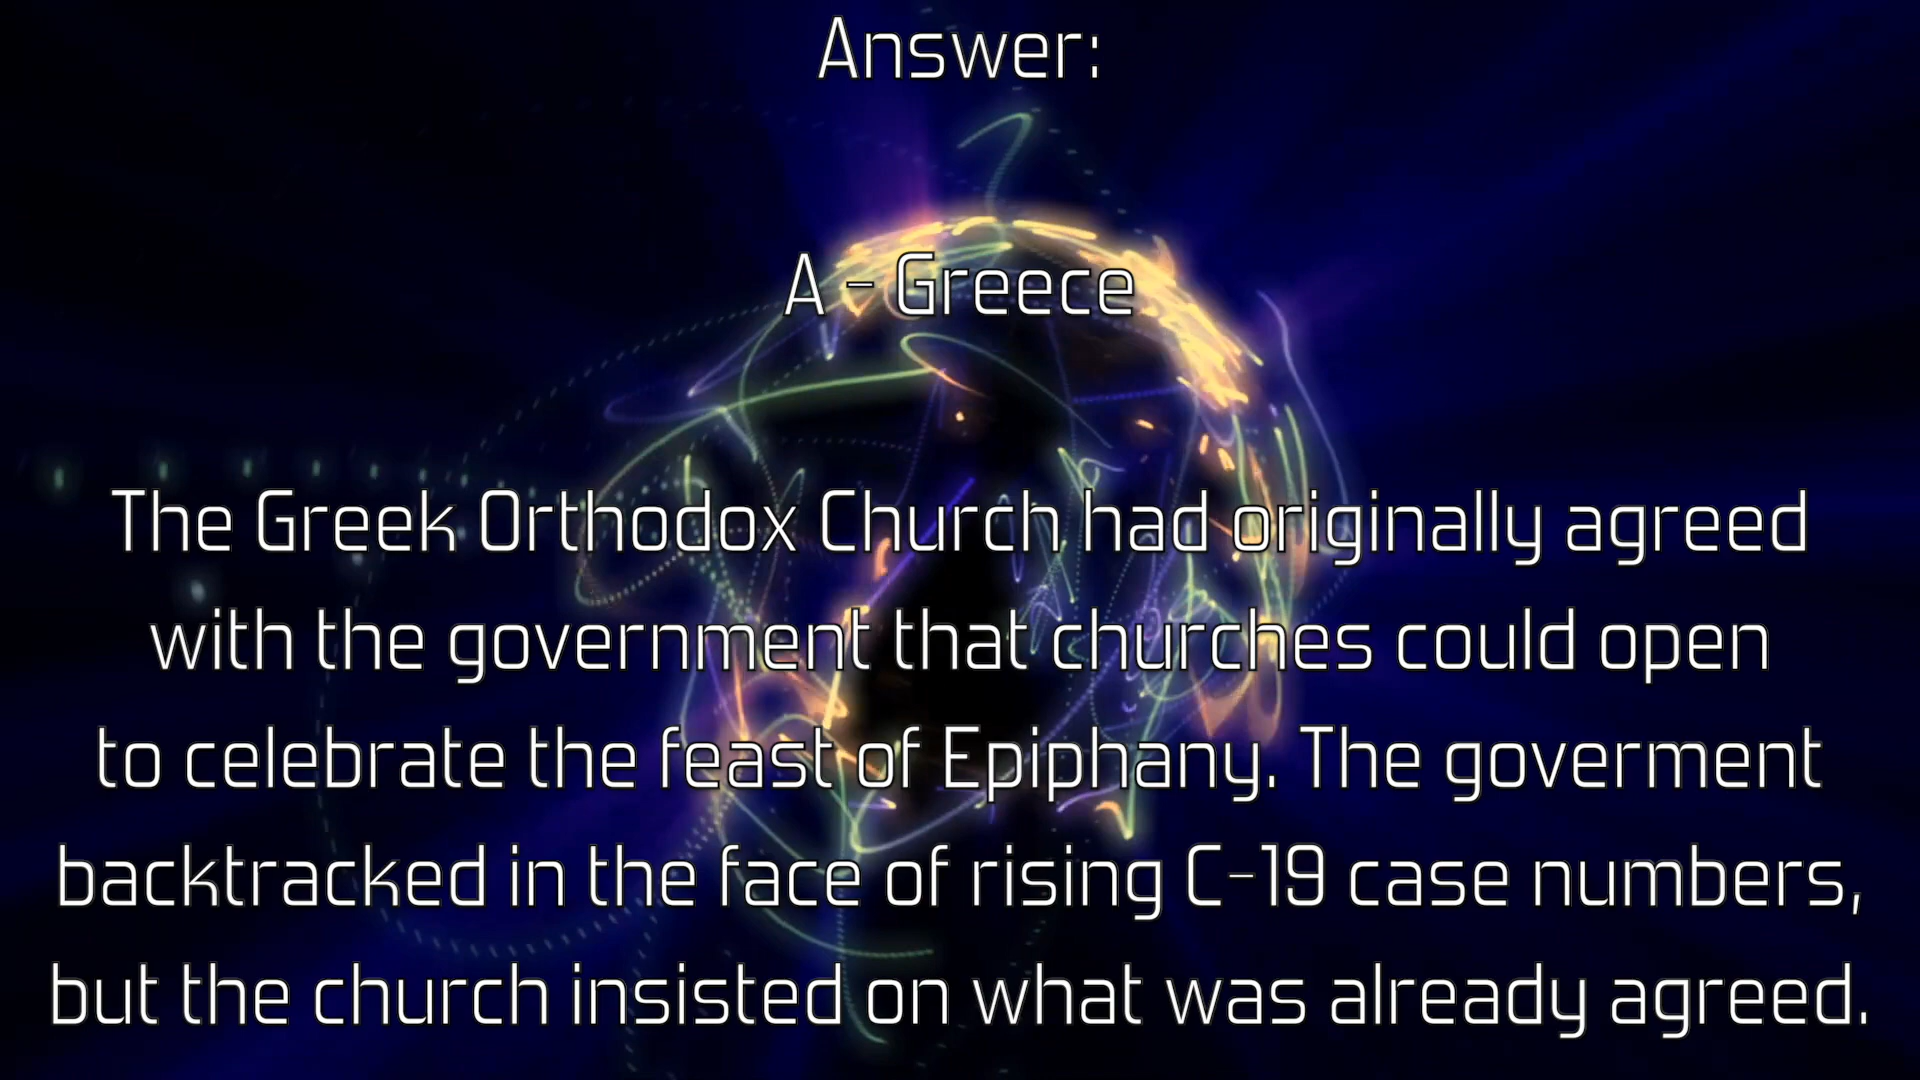 Answer:
A - Greece
The Greek Orthodox Church had originally agreed
with the government that churches could open
to celebrate the feast of Epiphany. The goverment
backtracked in the face of rising C-19 case numbers,
but the church insisted on what was already agreed.